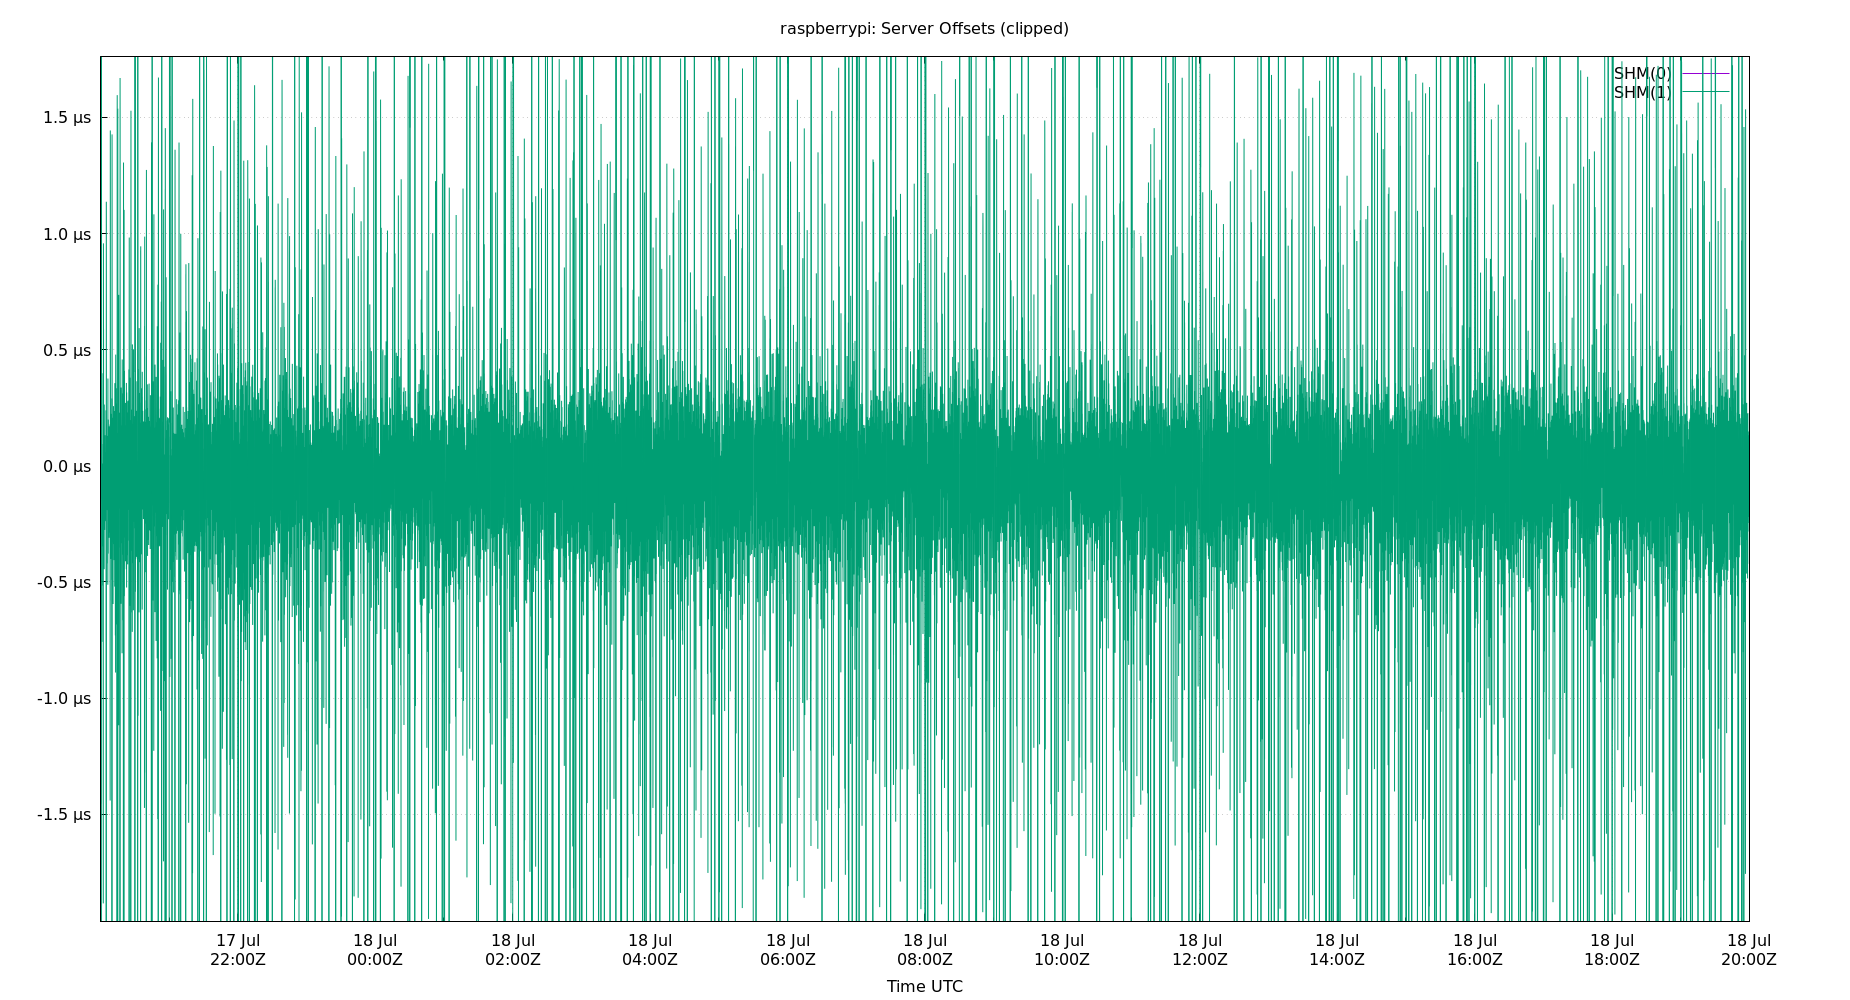 raspberrypi: Server Offsets (clipped)
SHM(0)
SHM(1)
1.5 µs
1.0 µs
0.5 µs
0.0 µs
-0.5 µs
-1.0 µs
-1.5 µs
17 Jul 18 Jul 18 Jul 18 Jul 18 Jul 18 Jul 18 Jul 18 Jul 18 Jul 18 Jul 18 Jul 18 Jul
22:00Z 00:00Z 02:00Z 04:00Z 06:00Z 08:00Z 10:00Z 12:00Z 14:00Z 16:00Z 18:00Z 20:00Z
Time UTC